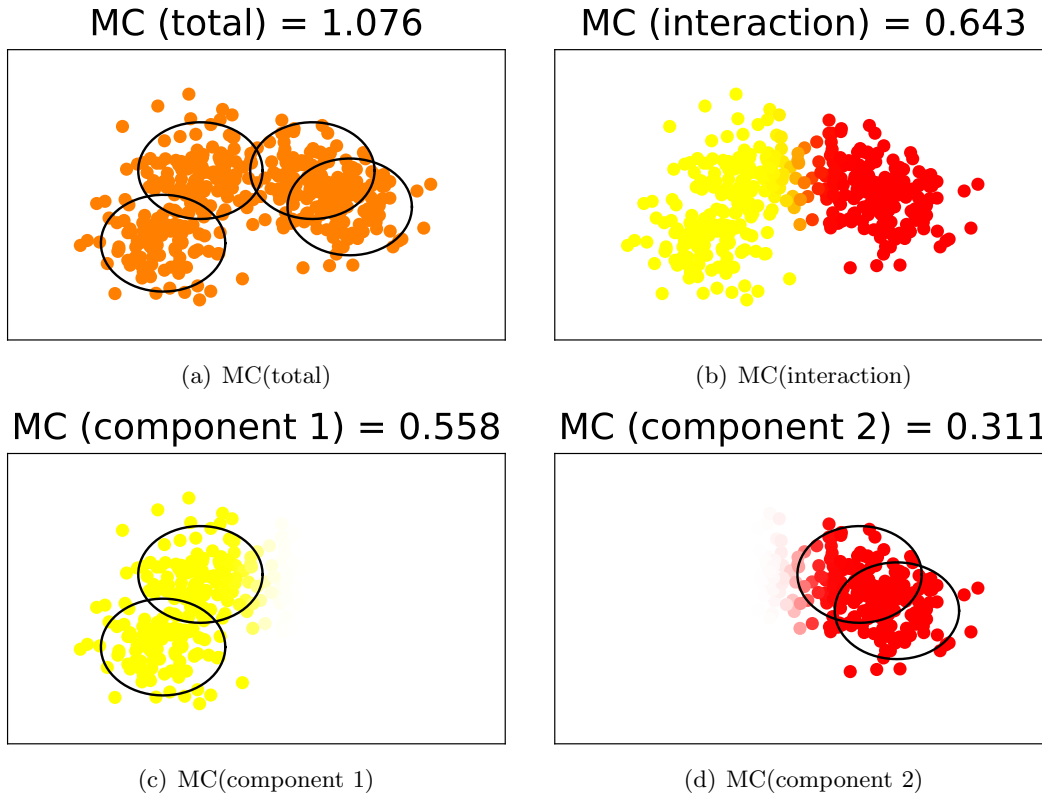 MC (total) = 1.076
MC (interaction) = 0.643
(a) MC(total)
(b) MC(interaction)
MC (component 1) = 0.558
MC (component 2) = 0.311
(c) MC(component 1)
(d) MC(component 2)